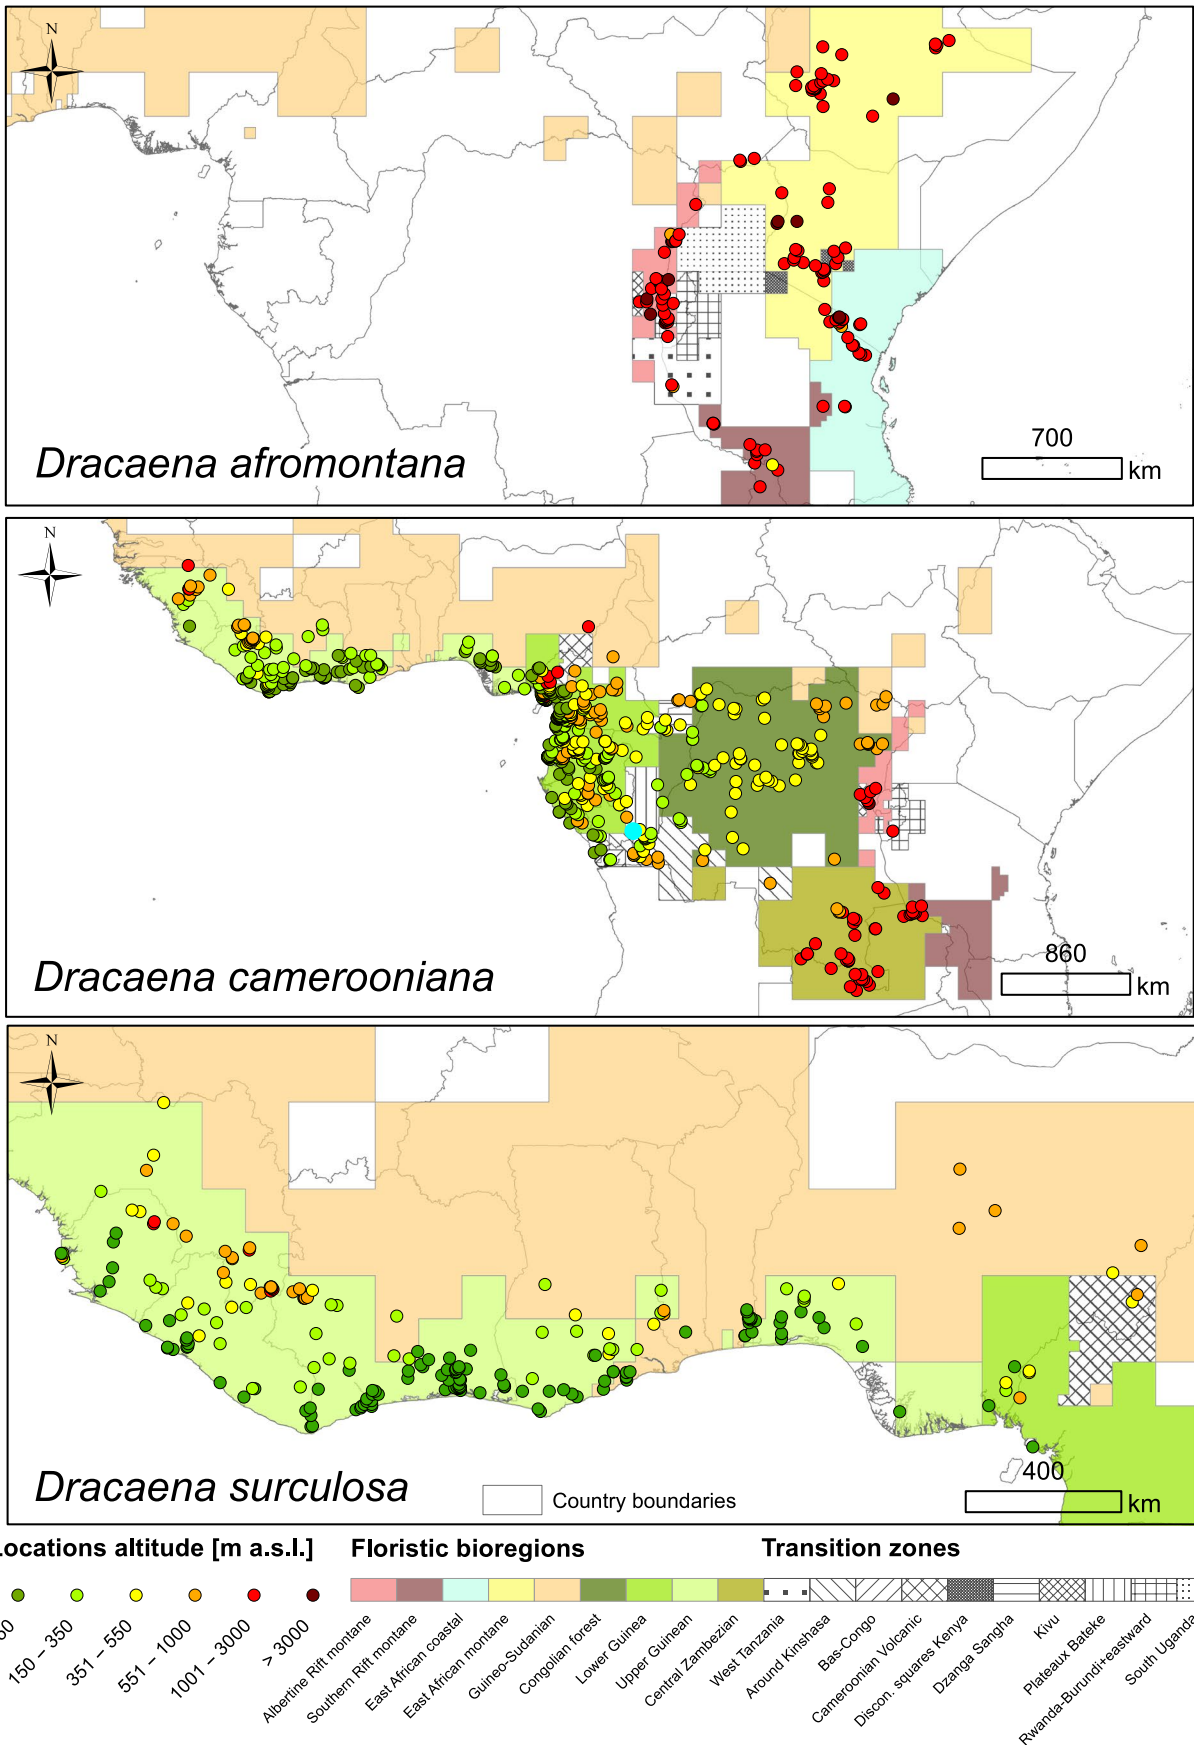 N
Dracaena afromontana
700
km
N
Dracaena camerooniana
860
km
N
Dracaena surculosa
Country boundaries
400
km
Locations altitude [m a.s.l.]
Floristic bioregions
Transition zones
150 – 350
351 – 550
551 – 1000
1001 – 3000
> 3000
Albertine Rift montane
Southern Rift montane
East African coastal
East African montane
Guineo-Sudanian
Congolian forest
Lower Guinea
Upper Guinean
Central Zambezian
West Tanzania
Around Kinshasa
Bas-Congo
Cameroonian Volcanic
Discon. squares Kenya
Dzanga Sangha
Kivu
Plateaux Bateke
Rwanda-Burundi+eastward
South Uganda